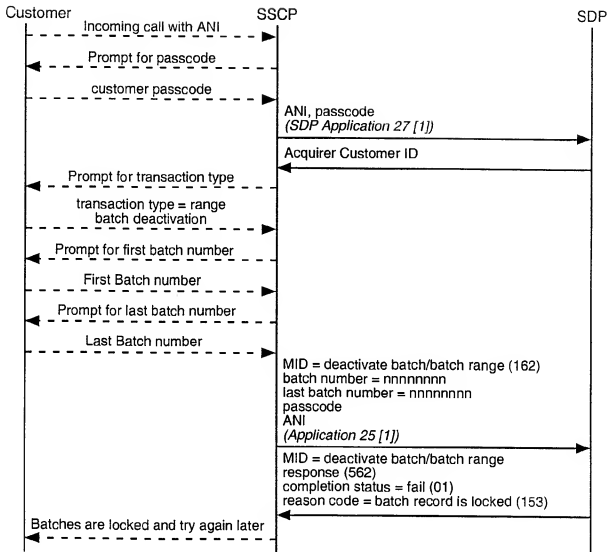 Customer SSCP SDP
Incoming call with ANI
Prompt for passcode
customer passcode
ANI, passcode
(SDP Application 27 [1])
Acquirer Customer ID
Prompt for transaction type
transaction type = range
batch deactivation
Prompt for first batch number
First Batch number
Prompt for last batch number
Last Batch number
MID = deactivate batch/batch range (162)
batch number = nnnnnnnn
last batch number = nnnnnnnn
passcode
ANI
(Application 25 [1])
MID = deactivate batch/batch range
response (562)
completion status = fail (01)
reason code = batch record is locked (153)
Batches are locked and try again later